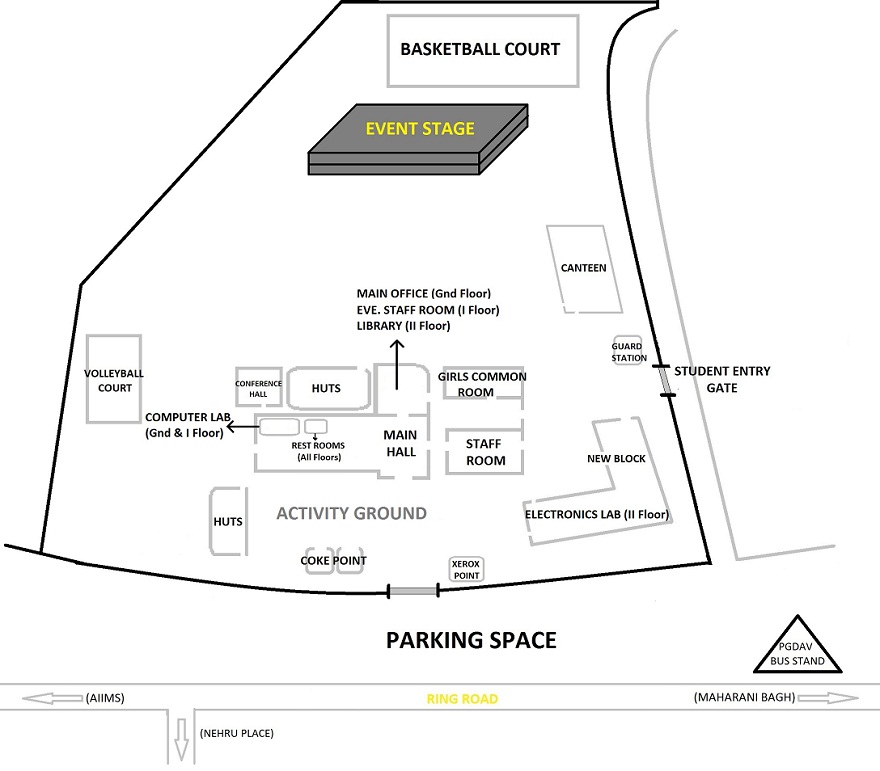 BASKETBALL COURT
EVENT STAGE
CANTEEN
MAIN OFFICE (Gnd Floor)
EVE. STAFF ROOM (I Floor)
LIBRARY (II Floor)
GUARD
STATION
STUDENT ENTRY
GATE
VOLLEYBALL
COURT
CONFERENCE
HALL
HUTS
GIRLS COMMON
ROOM
COMPUTER LAB
(Gnd & I Floor)
REST ROOMS
(All Floors)
MAIN
HALL
STAFF
ROOM
NEW BLOCK
ELECTRONICS LAB (II Floor)
HUTS
ACTIVITY GROUND
COKE POINT
XEROX
POINT
PARKING SPACE
PGDAV
BUS STAND
(AIIMS)
RING ROAD
(MAHARANI BAGH)
(NEHRU PLACE)